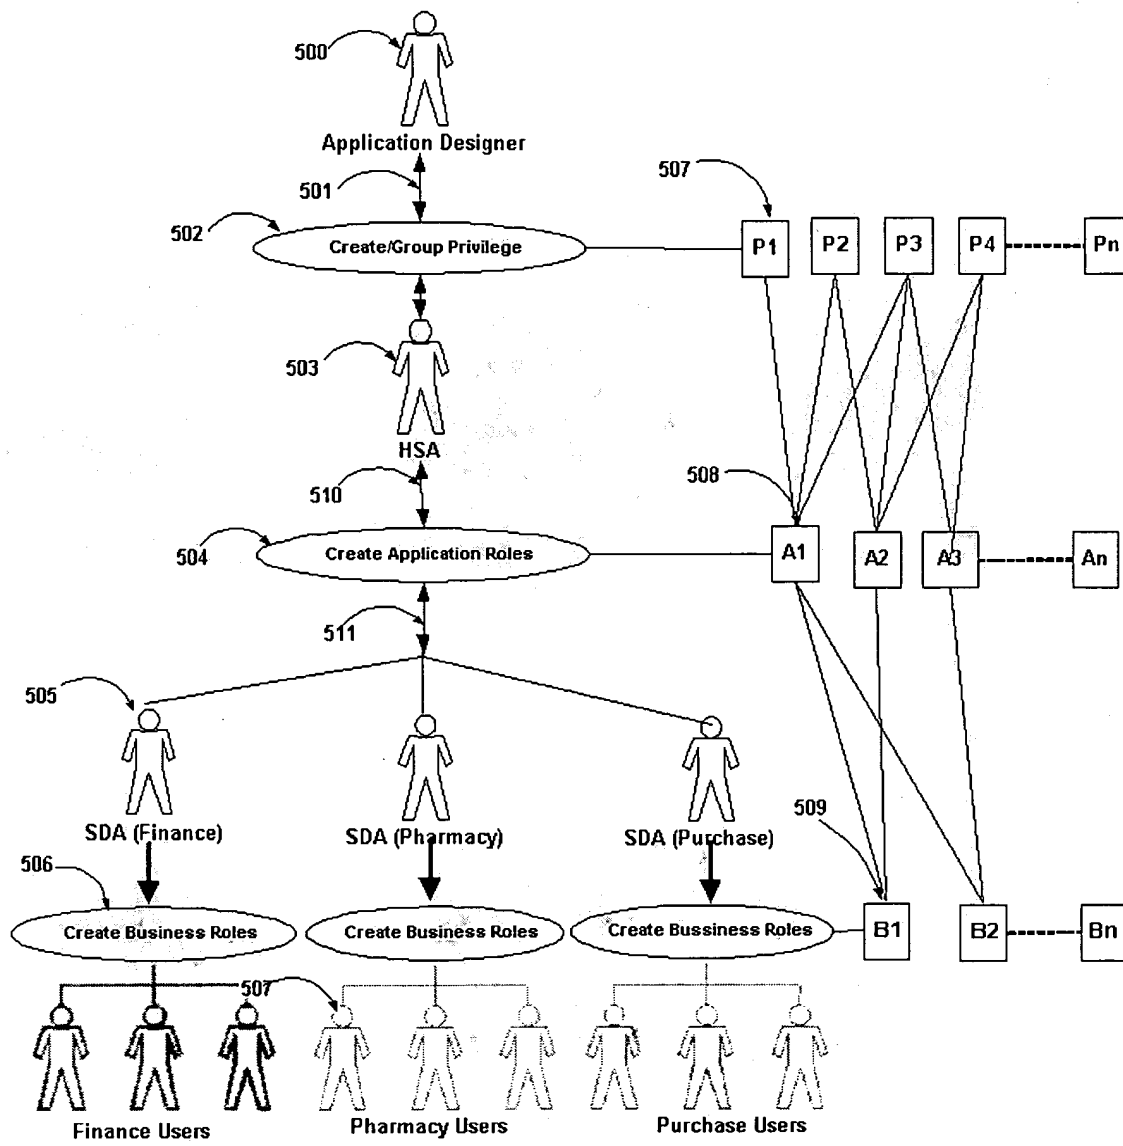 500
Application Designer
501
507
502
Create/Group Privilege
P1
P2
P3
P4
Pn
503
HSA
510
508
504
Create Application Roles
A1
A2
A3
An
511
505
SDA (Finance)
SDA (Pharmacy)
SDA (Purchase)
509
506
Create Business Roles
Create Business Roles
Create Bussiness Roles
B1
B2
Bn
507
Finance Users
Pharmacy Users
Purchase Users